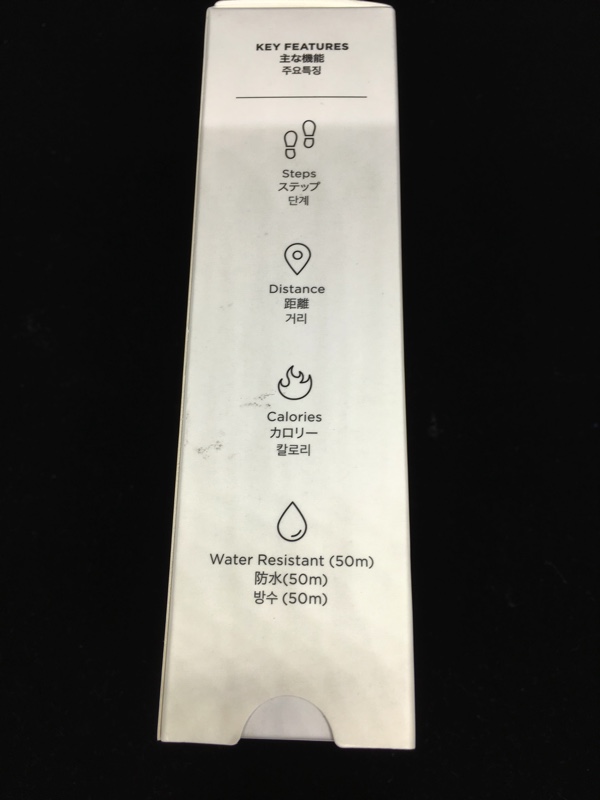 KEY FEATURES
主な機能
주요특징
Steps
ステップ
단계
Distance
距離
거리
Calories
カロリー
칼로리
Water Resistant (50m)
防水(50m)
방수 (50m)